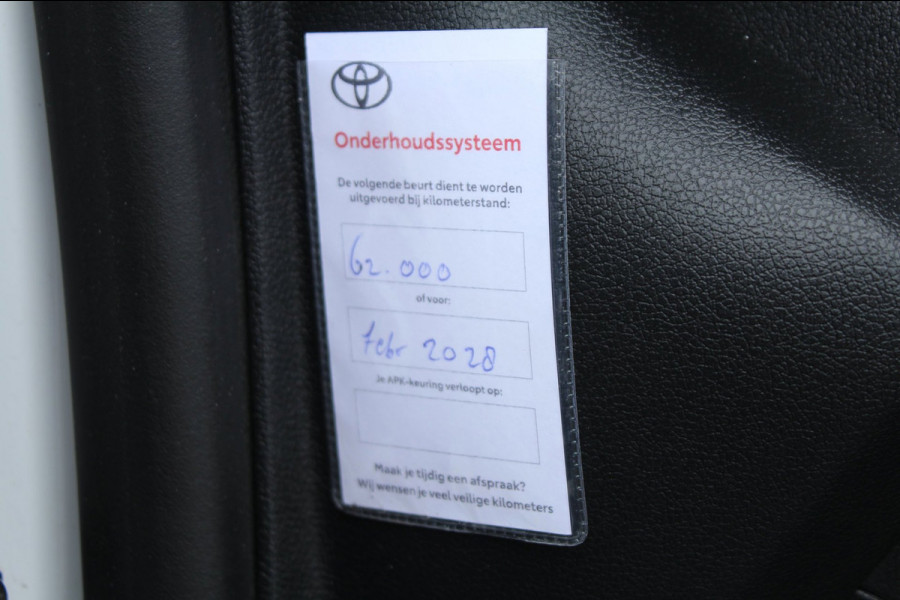 Onderhoudssysteem
De volgende beurt dient te worden
uitgevoerd bij kilometerstand:
62.000
of voor:
Febr 2028
Je APK-keuring verloopt op:
Maak je tijdig een afspraak?
Wij wensen je veel veilige kilometers